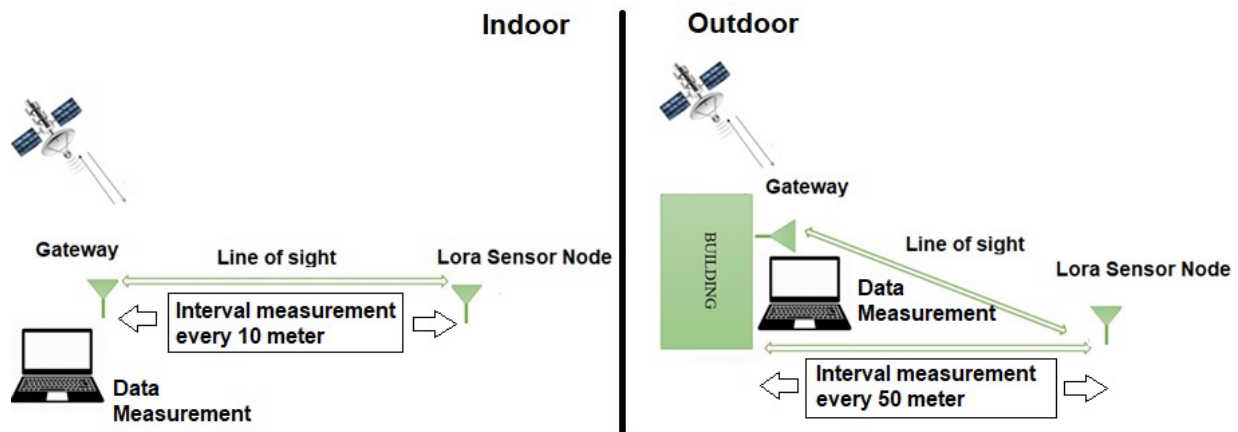 Indoor
Gateway
Line of sight
Lora Sensor Node
Interval measurement
every 10 meter
Data
Measurement
Outdoor
Gateway
BUILDING
Line of sight
Lora Sensor Node
Data
Measurement
Interval measurement
every 50 meter